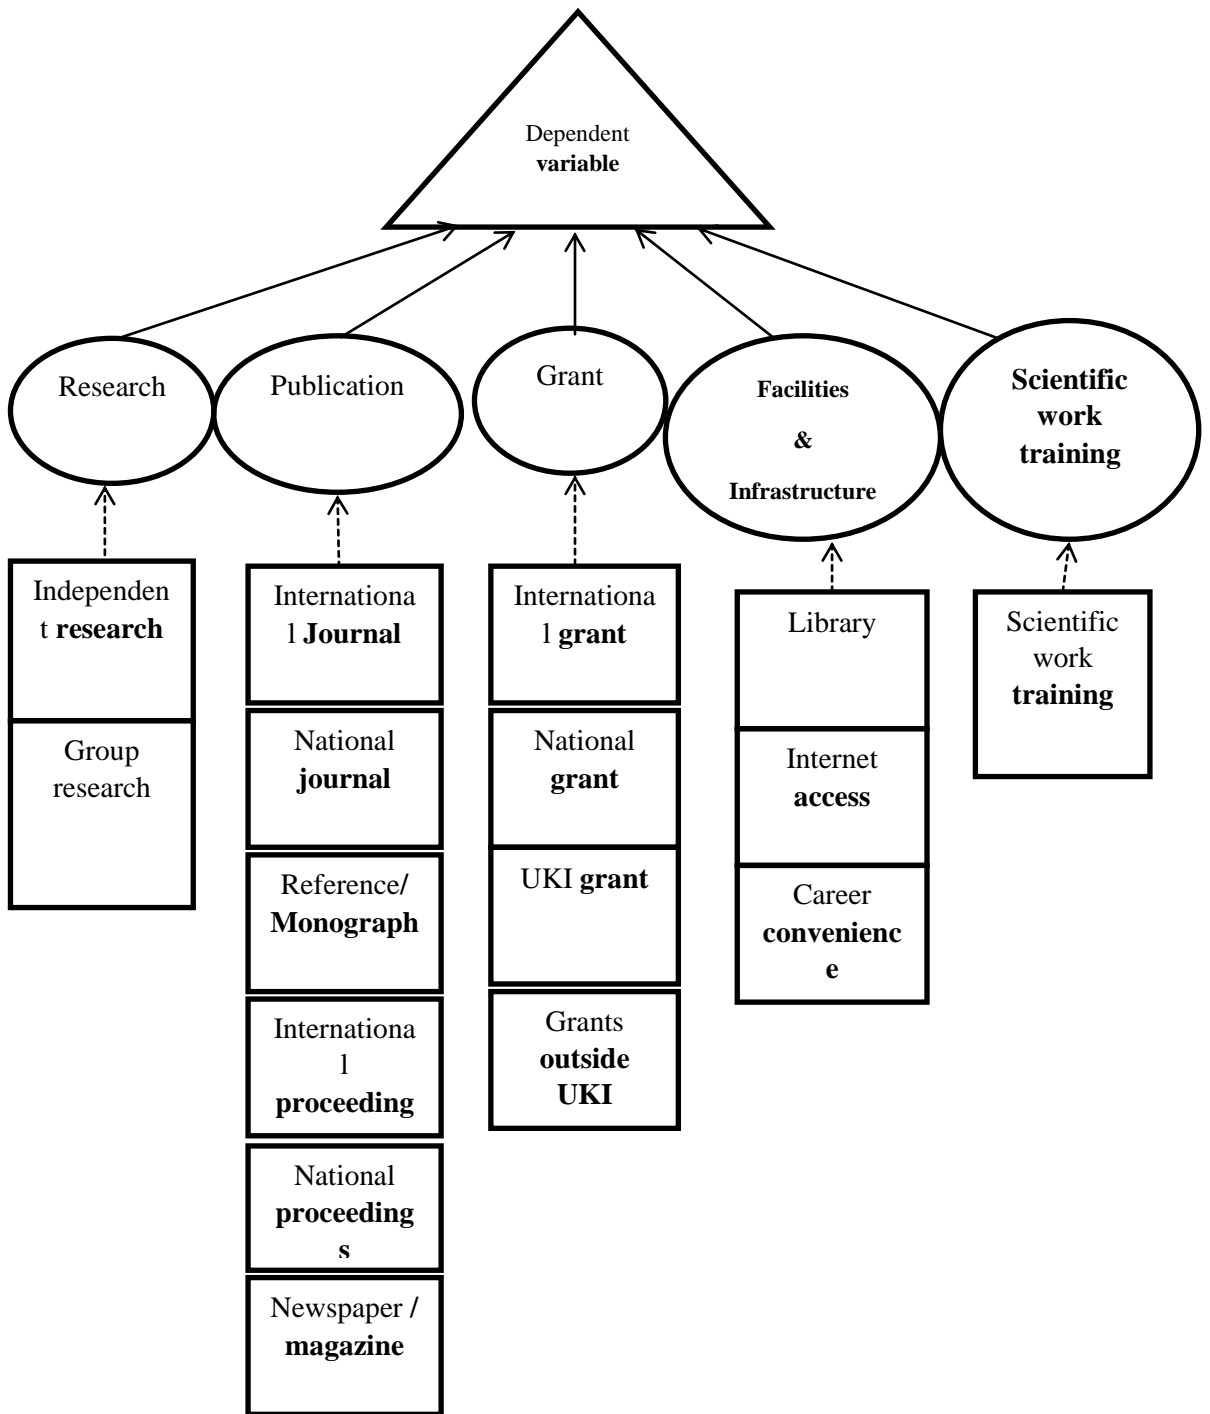 Dependent
variable
Research
Publication
Grant
Facilities
&
Infrastructure
Scientific
work
training
Independen
t research
Group
research
Internationa
l Journal
National
journal
Reference/
Monograph
Internationa
l
proceeding
National
proceeding
s
Newspaper /
magazine
Internationa
l grant
National
grant
UKI grant
Grants
outside
UKI
Library
Internet
access
Career
convenienc
e
Scientific
work
training